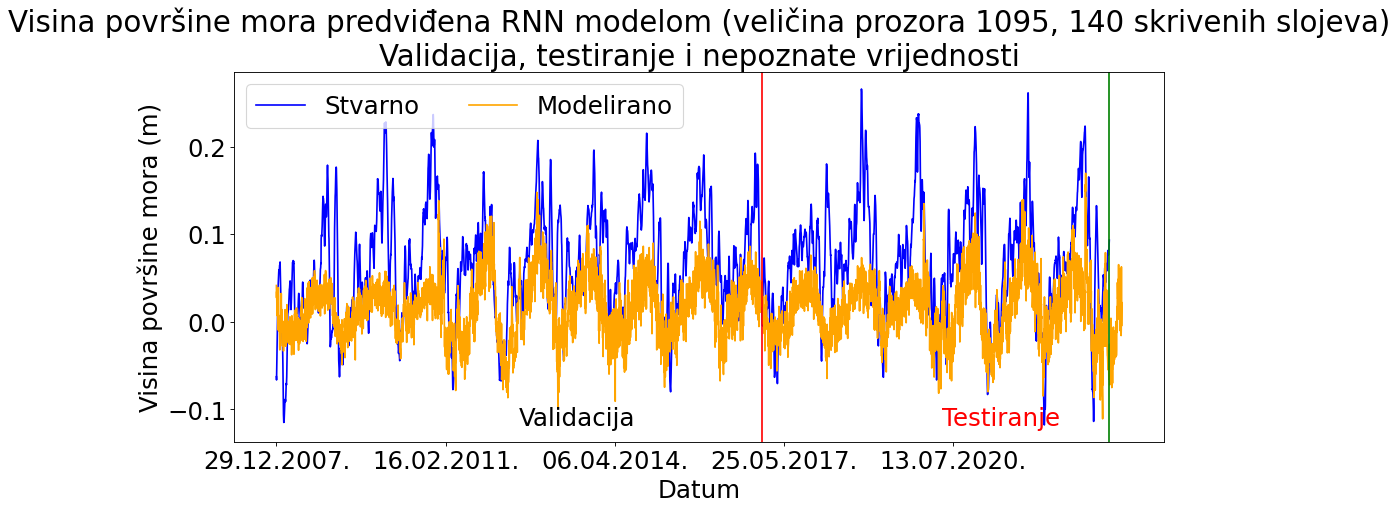 Visina površine mora predviđena RNN modelom (veličina prozora 1095, 140 skrivenih slojeva)
Validacija, testiranje i nepoznate vrijednosti
Stvarno
Modelirano
Visina površine mora (m)
0.2
0.1
0.0
−0.1
Validacija
Testiranje
29.12.2007.
16.02.2011.
06.04.2014.
25.05.2017.
13.07.2020.
Datum